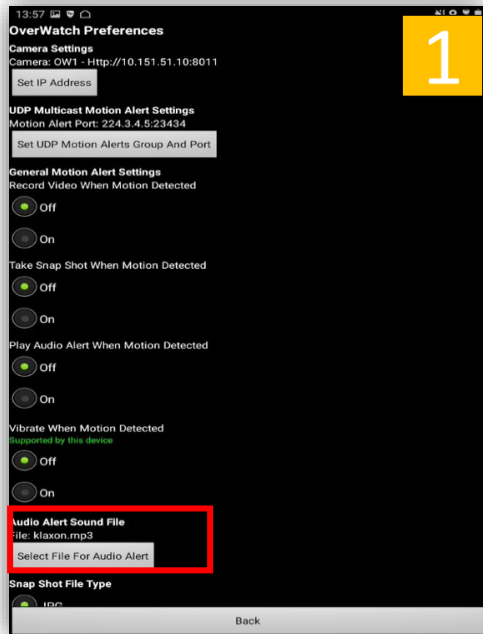 13:57
1
OverWatch Preferences
Camera Settings
Camera: OW1 - Http://10.151.51.10:8011
Set IP Address
UDP Multicast Motion Alert Settings
Motion Alert Port: 224.3.4.5:23434
Set UDP Motion Alerts Group And Port
General Motion Alert Settings
Record Video When Motion Detected
Off
On
Take Snap Shot When Motion Detected
Off
On
Play Audio Alert When Motion Detected
Off
On
Vibrate When Motion Detected
Supported by this device
Off
On
Audio Alert Sound File
File: klaxon.mp3
Select File For Audio Alert
Snap Shot File Type
JPG
Back